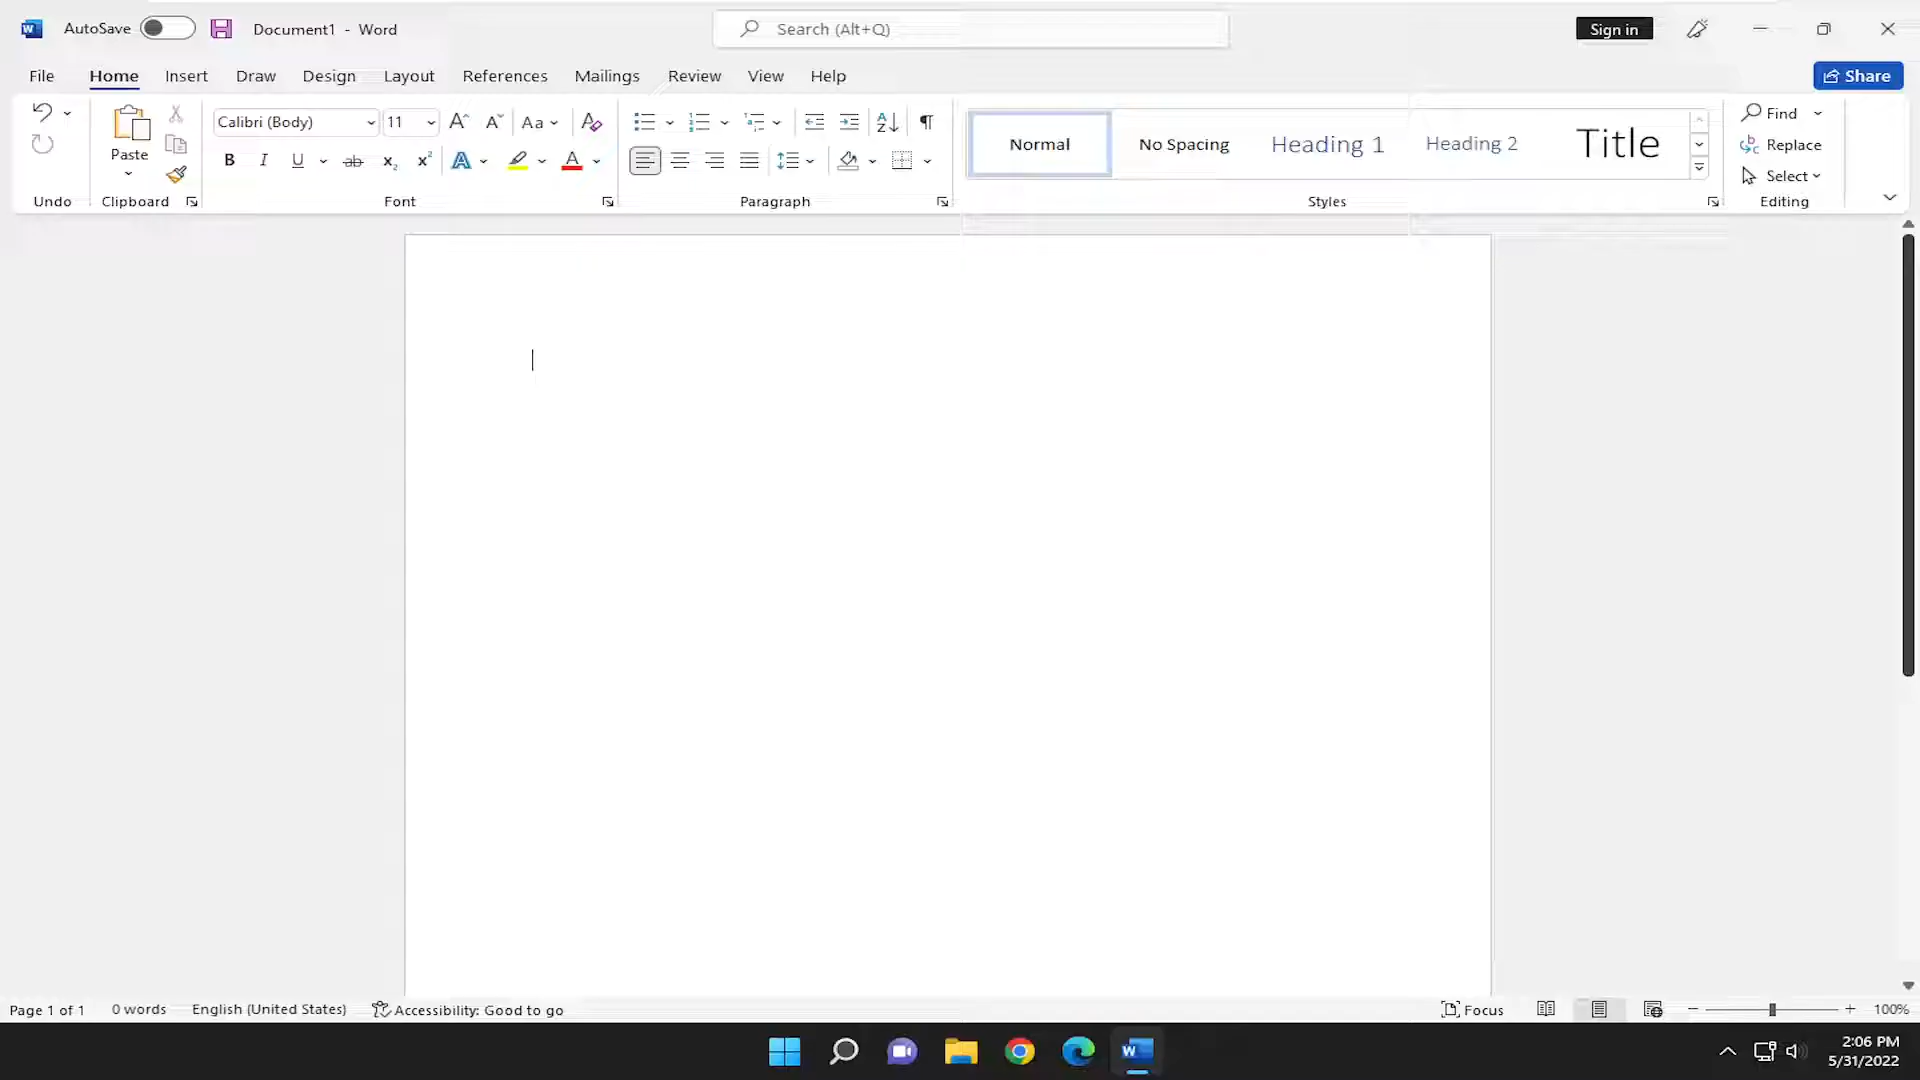 AutoSave Document1 - Word Search (Alt+Q) Sign in
File Home Insert Draw Design Layout References Mailings Review View Help Share
Paste Calibri (Body) 11 Aa Normal No Spacing Heading 1 Heading 2 Title Find
Replace
Select
Undo Clipboard Font Paragraph Styles Editing
Page 1 of 1 0 words English (United States) Accessibility: Good to go Focus 100%
2:06 PM
5/31/2022